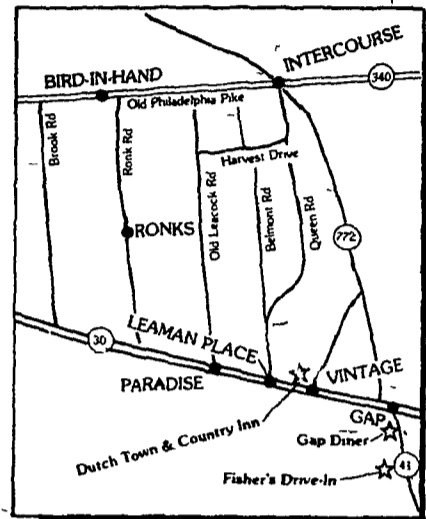 INTERCOURSE
BIRD-IN-HAND
340
Old Philadelphia Pike
Brook Rd
Ronk Rd
Harvest Drive
Old Leacock Rd
Belmont Rd
Queen Rd
RONKS
772
LEAMAN PLACE
30
PARADISE
VINTAGE
GAP
Dutch Town & Country Inn
Gap Diner
Fisher's Drive-In
41